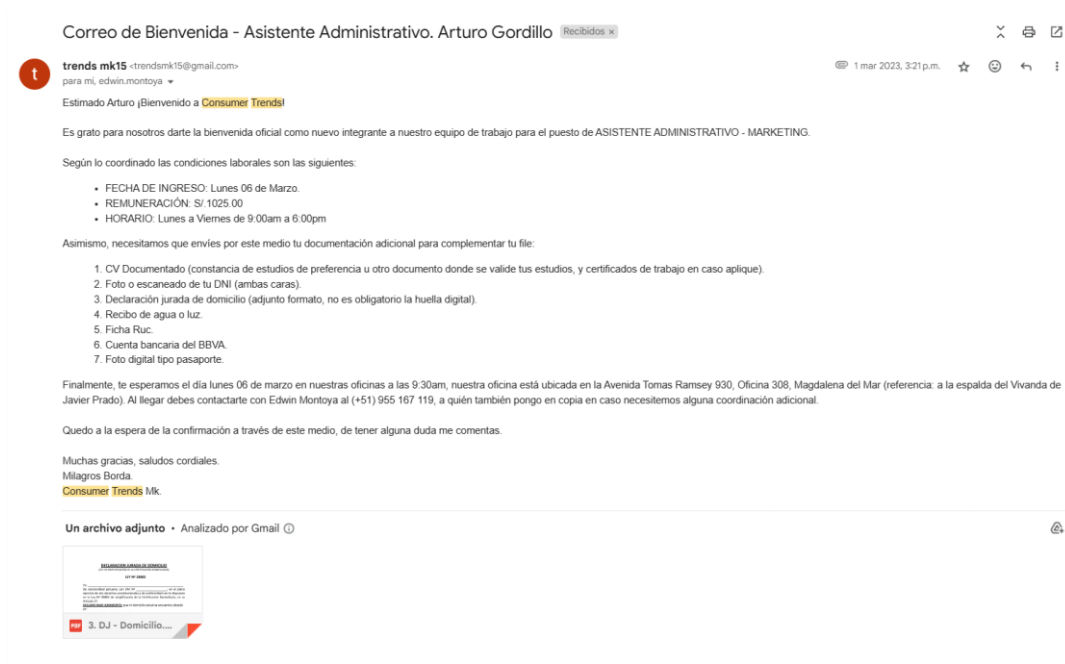 Correo de Bienvenida - Asistente Administrativo. Arturo Gordillo Recibidos ×
t
trends mk15 <trendsmk15@gmail.com>
1 mar 2023, 3:21 p.m.
para mi, edwin.montoya
Estimado Arturo ¡Bienvenido a Consumer Trends!
Es grato para nosotros darte la bienvenida oficial como nuevo integrante a nuestro equipo de trabajo para el puesto de ASISTENTE ADMINISTRATIVO - MARKETING.
Según lo coordinado las condiciones laborales son las siguientes:
• FECHA DE INGRESO: Lunes 06 de Marzo.
• REMUNERACIÓN: S/.1025.00
• HORARIO: Lunes a Viernes de 9:00am a 6:00pm
Asimismo, necesitamos que envíes por este medio tu documentación adicional para complementar tu file:
1. CV Documentado (constancia de estudios de preferencia u otro documento donde se valide tus estudios, y certificados de trabajo en caso aplique).
2. Foto o escaneado de tu DNI (ambas caras).
3. Declaración jurada de domicilio (adjunto formato, no es obligatorio la huella digital).
4. Recibo de agua o luz.
5. Ficha Ruc.
6. Cuenta bancaria del BBVA.
7. Foto digital tipo pasaporte.
Finalmente, te esperamos el día lunes 06 de marzo en nuestras oficinas a las 9:30am, nuestra oficina está ubicada en la Avenida Tomas Ramsey 930, Oficina 308, Magdalena del Mar (referencia: a la espalda del Vivanda de
Javier Prado). Al llegar debes contactarte con Edwin Montoya al (+51) 955 167 119, a quién también pongo en copia en caso necesitemos alguna coordinación adicional.
Quedo a la espera de la confirmación a través de este medio, de tener alguna duda me comentas.
Muchas gracias, saludos cordiales.
Milagros Borda.
Consumer Trends Mk.
Un archivo adjunto • Analizado por Gmail
DECLARACIÓN JURADA DE DOMICILIO
PDF 3. DJ - Domicilio....